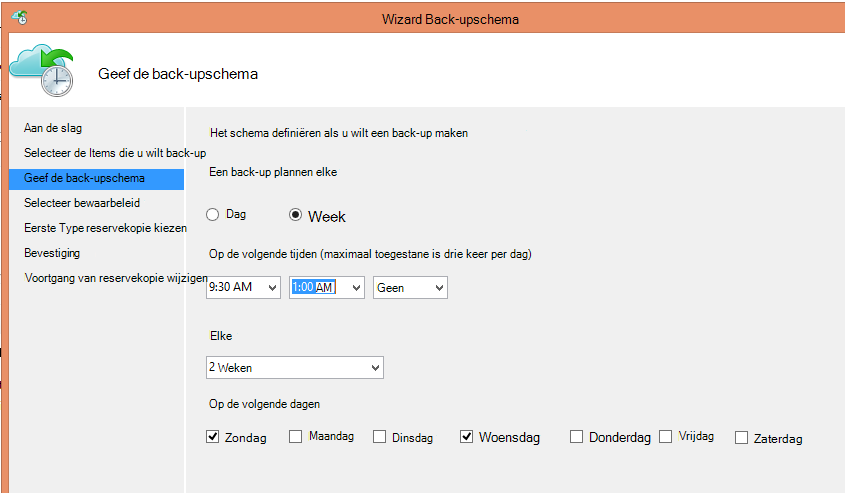 Wizard Back-upschema
Geef de back-upschema
Aan de slag
Selecteer de Items die u wilt back-up
Geef de back-upschema
Selecteer bewaarbeleid
Eerste Type reservekopie kiezen
Bevestiging
Voortgang van reservekopie wijzigen
Het schema definiëren als u wilt een back-up maken
Een back-up plannen elke
Dag Week
Op de volgende tijden (maximaal toegestane is drie keer per dag)
9:30 AM 1:00 AM Geen
Elke
2 Weken
Op de volgende dagen
Zondag Maandag Dinsdag Woensdag Donderdag Vrijdag Zaterdag